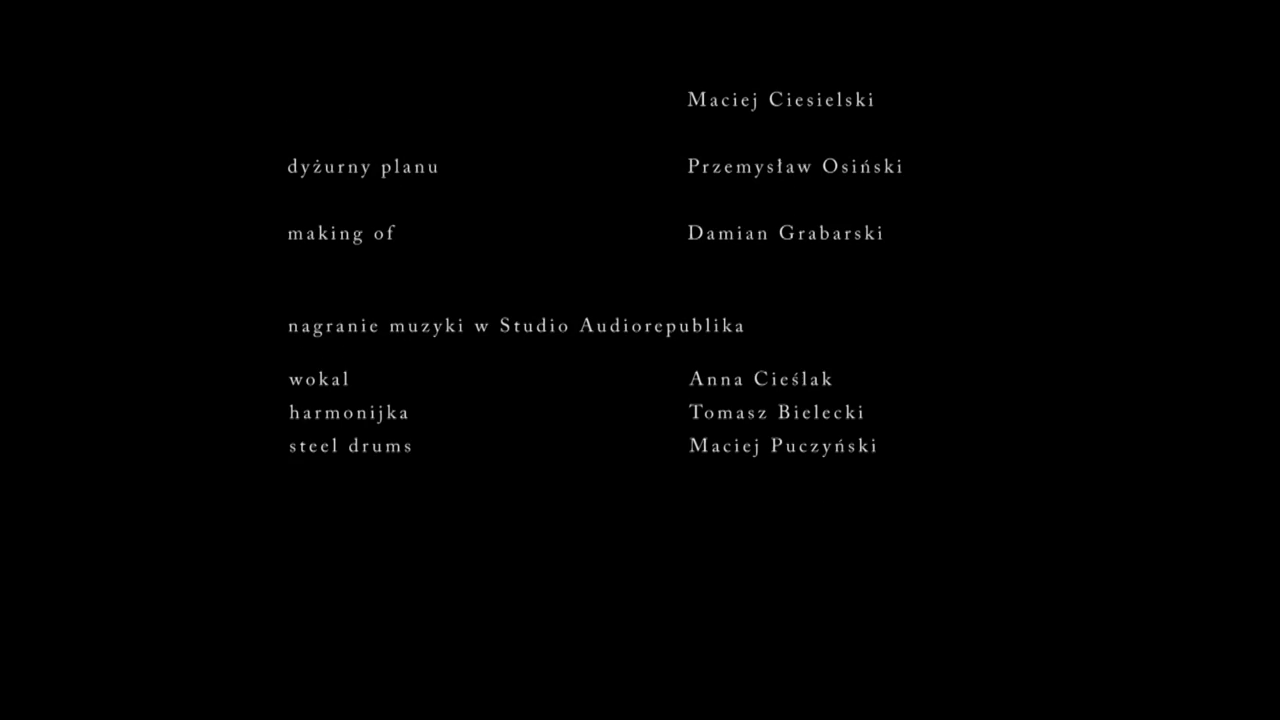 Maciej Ciesielski
dyżurny planu Przemysław Osiński
making of Damian Grabarski
nagranie muzyki w Studio Audiorepublika
wokal Anna Cieślak
harmonijka Tomasz Bielecki
steel drums Maciej Puczyński